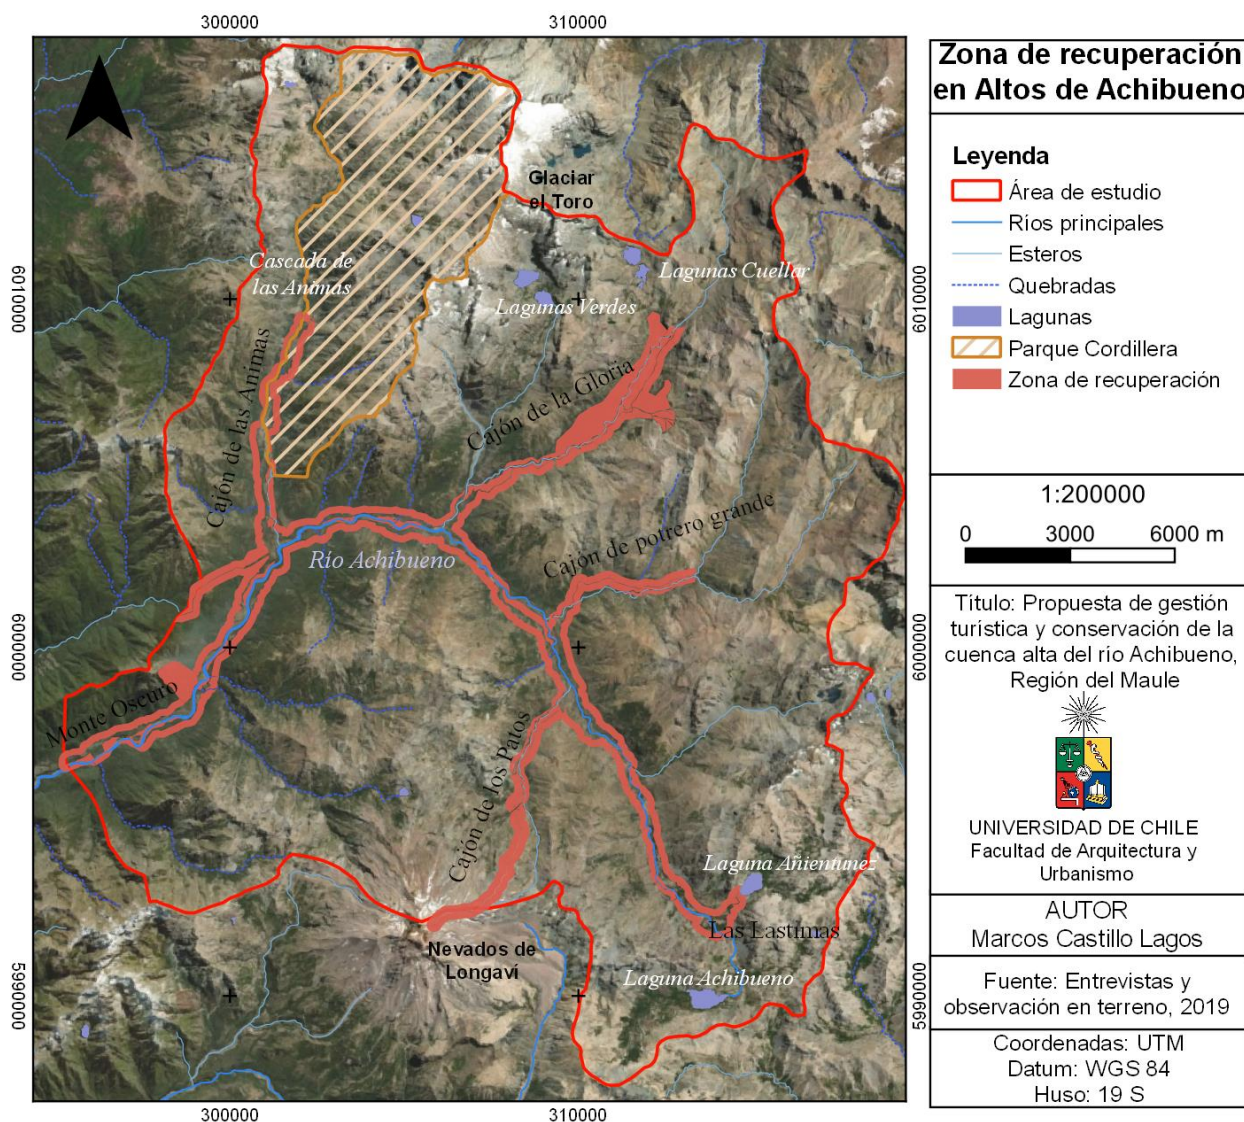 300000
310000
Zona de recuperación
en Altos de Achibueno
Leyenda
Área de estudio
Ríos principales
Esteros
Quebradas
Lagunas
Parque Cordillera
Zona de recuperación
1:200000
0 3000 6000 m
Titulo: Propuesta de gestión
turística y conservación de la
cuenca alta del río Achibueno,
Región del Maule
UNIVERSIDAD DE CHILE
Facultad de Arquitectura y
Urbanismo
AUTOR
Marcos Castillo Lagos
Fuente: Entrevistas y
observación en terreno, 2019
Coordenadas: UTM
Datum: WGS 84
Huso: 19 S
Glaciar
el Toro
Cascada de
las Animas
Lagunas Cuellar
Lagunas Verdes
6010000
6010000
Cajón de las Animas
Cajón de la Gloria
Río Achibueno
Cajón de potrero grande
6000000
6000000
Monte Oscuro
Cajón de los Patos
Laguna Añiemunez
Las Lastimas
Nevados de
Longaví
Laguna Achibueno
5990000
5990000
300000
310000